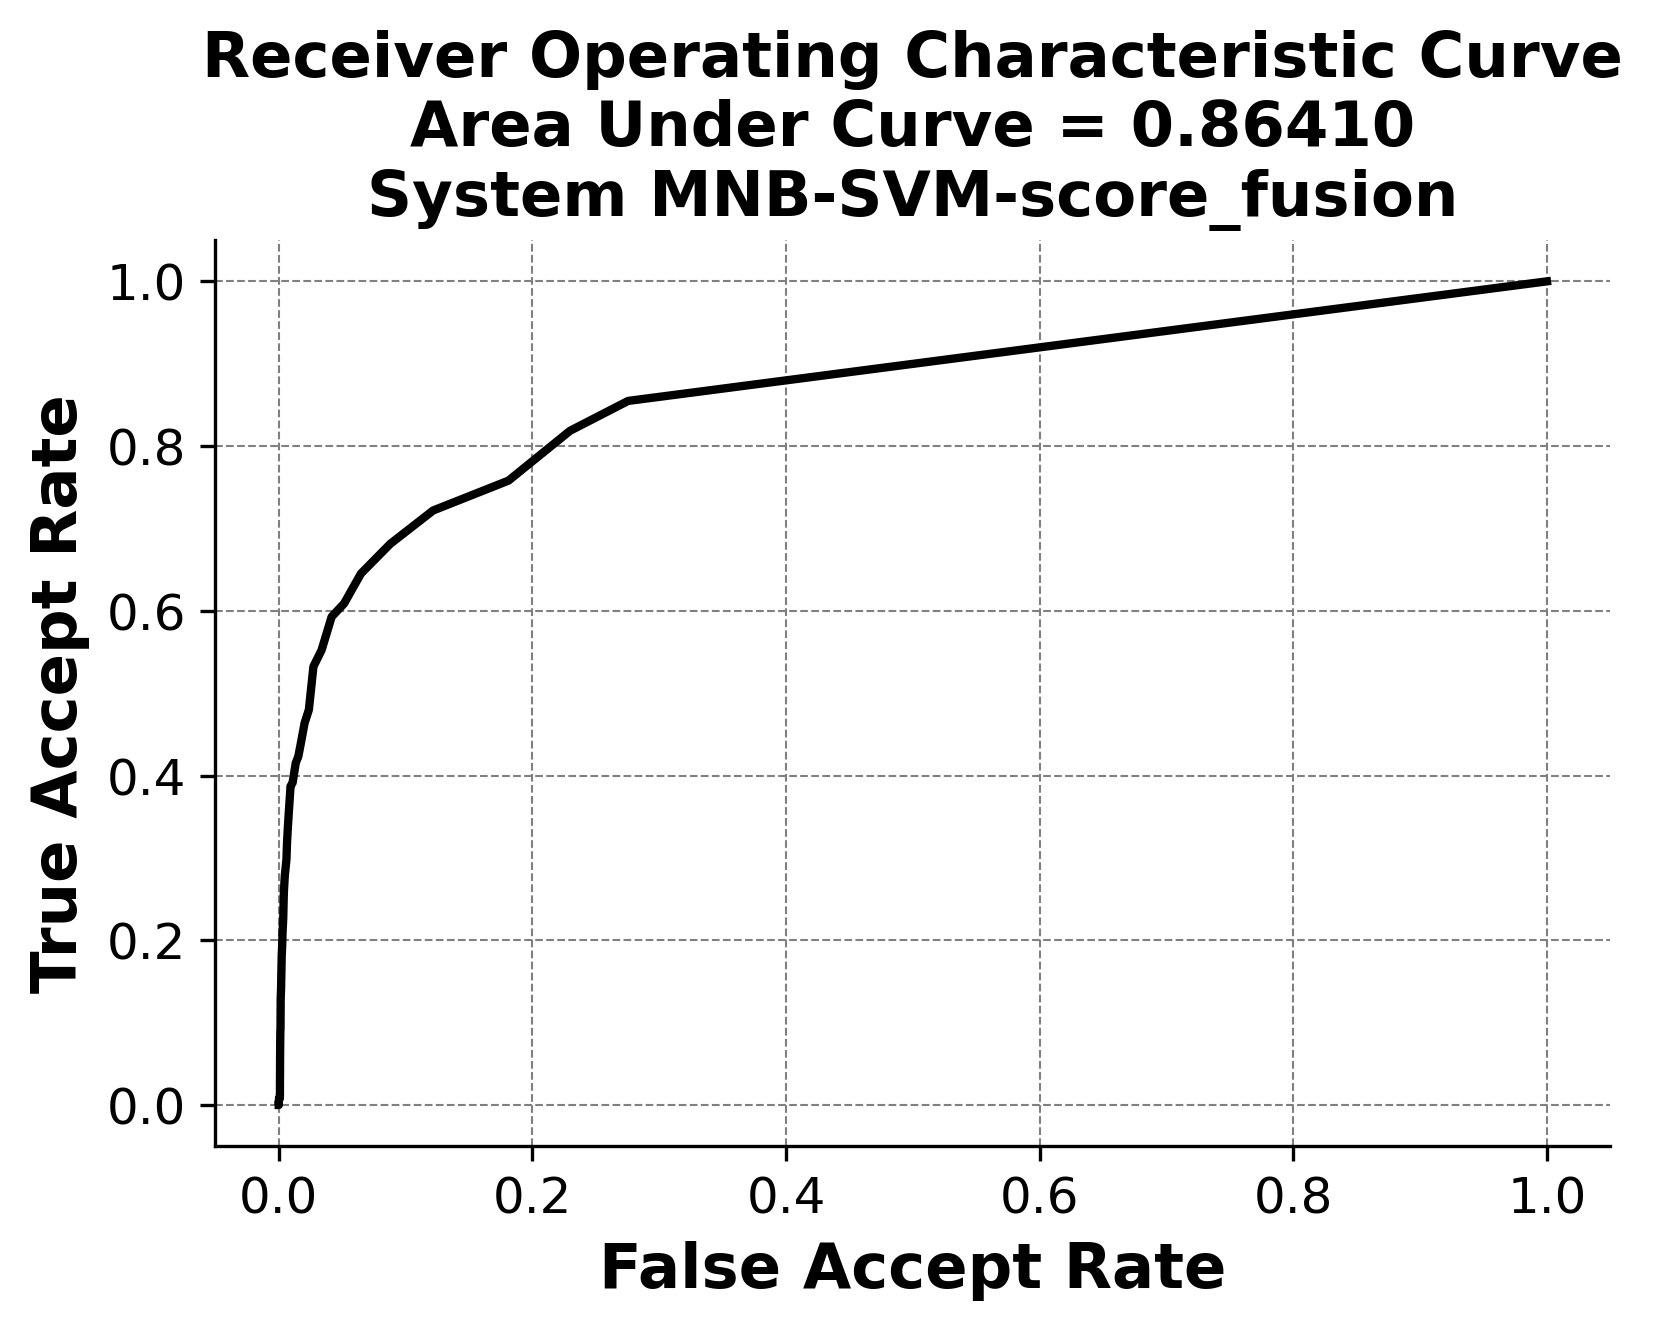 Receiver Operating Characteristic Curve
Area Under Curve = 0.86410
System MNB-SVM-score_fusion
True Accept Rate
1.0
0.8
0.6
0.4
0.2
0.0
0.0 0.2 0.4 0.6 0.8 1.0
False Accept Rate